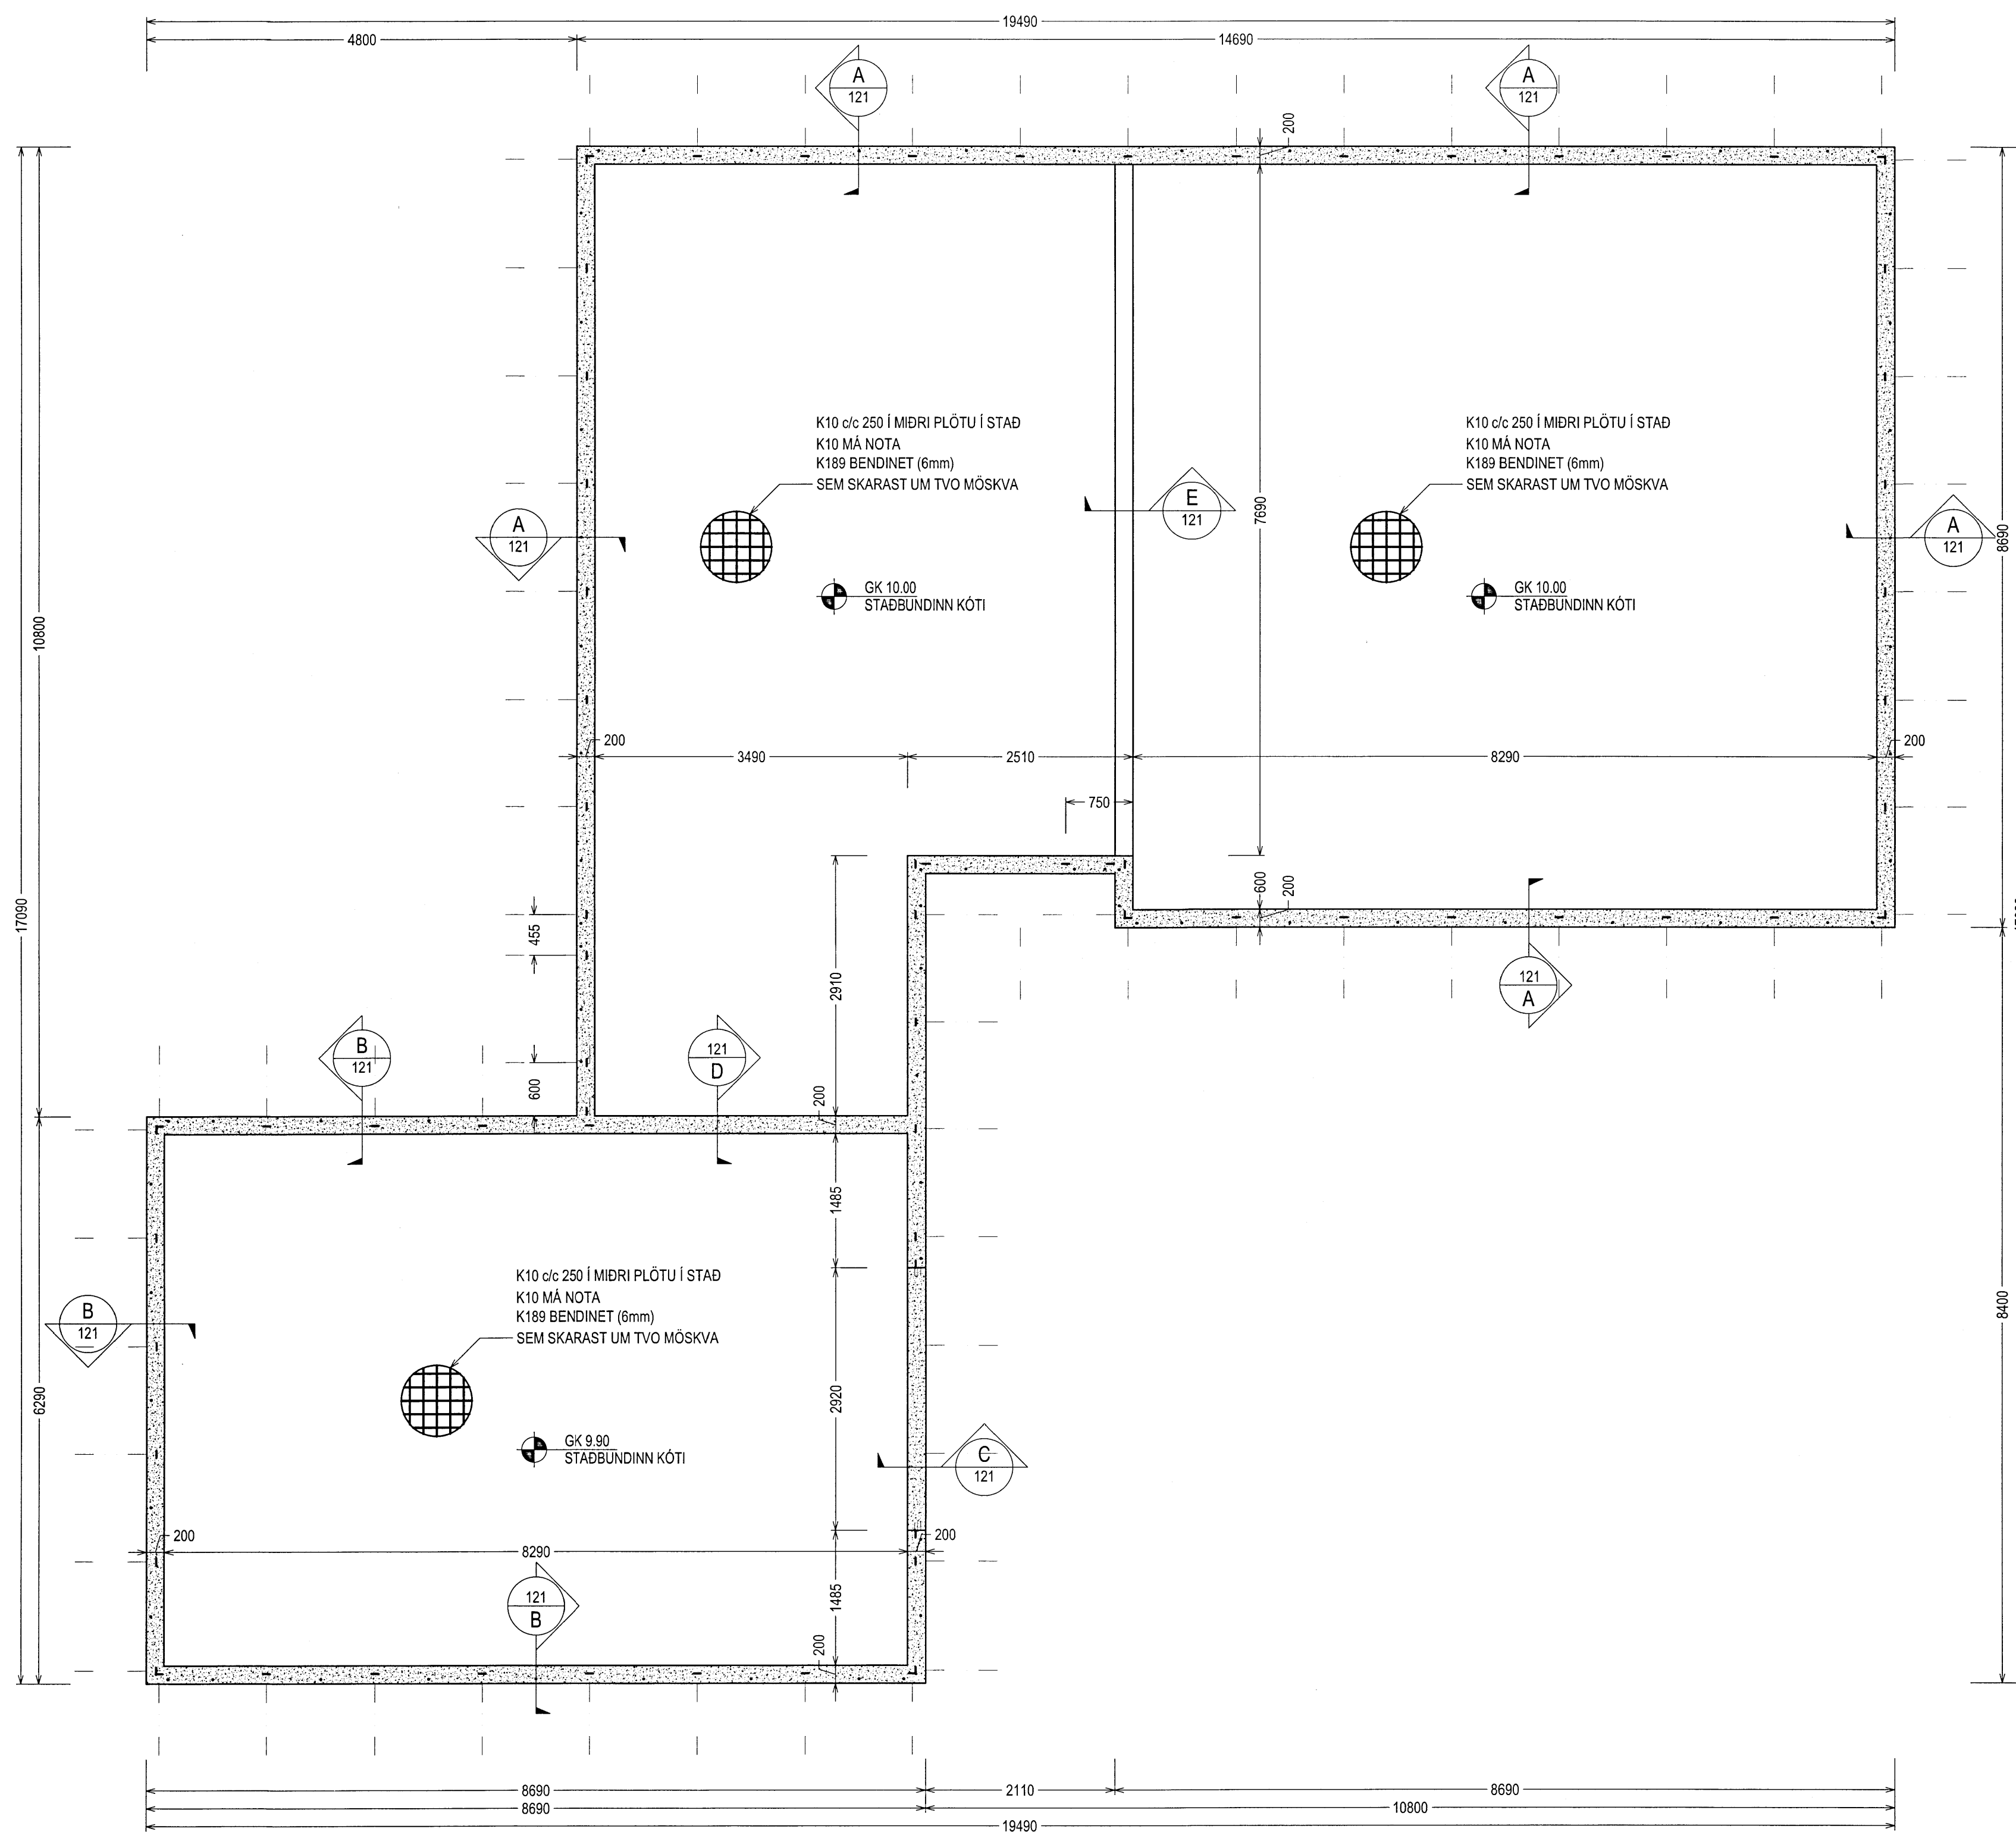 19490
4800
14690
A
121
A
121
200
K10 c/c 250 Í MIÐRI PLÖTU Í STAÐ
K10 MÁ NOTA
K189 BENDINET (6mm)
SEM SKARAST UM TVO MÖSKVA
K10 c/c 250 Í MIÐRI PLÖTU Í STAÐ
K10 MÁ NOTA
K189 BENDINET (6mm)
SEM SKARAST UM TVO MÖSKVA
A
121
E
121
7690
A
121
8690
GK 10.00
STAÐBUNDINN KÓTI
GK 10.00
STAÐBUNDINN KÓTI
10800
17090
200
3490
2510
8290
200
750
600
200
455
2910
121
A
B
121
121
D
600
200
1485
K10 c/c 250 Í MIÐRI PLÖTU Í STAÐ
K10 MÁ NOTA
K189 BENDINET (6mm)
SEM SKARAST UM TVO MÖSKVA
B
121
8400
6290
2920
GK 9.90
STAÐBUNDINN KÓTI
C
121
200
8290
200
121
B
1485
200
8690
2110
8690
8690
10800
19490